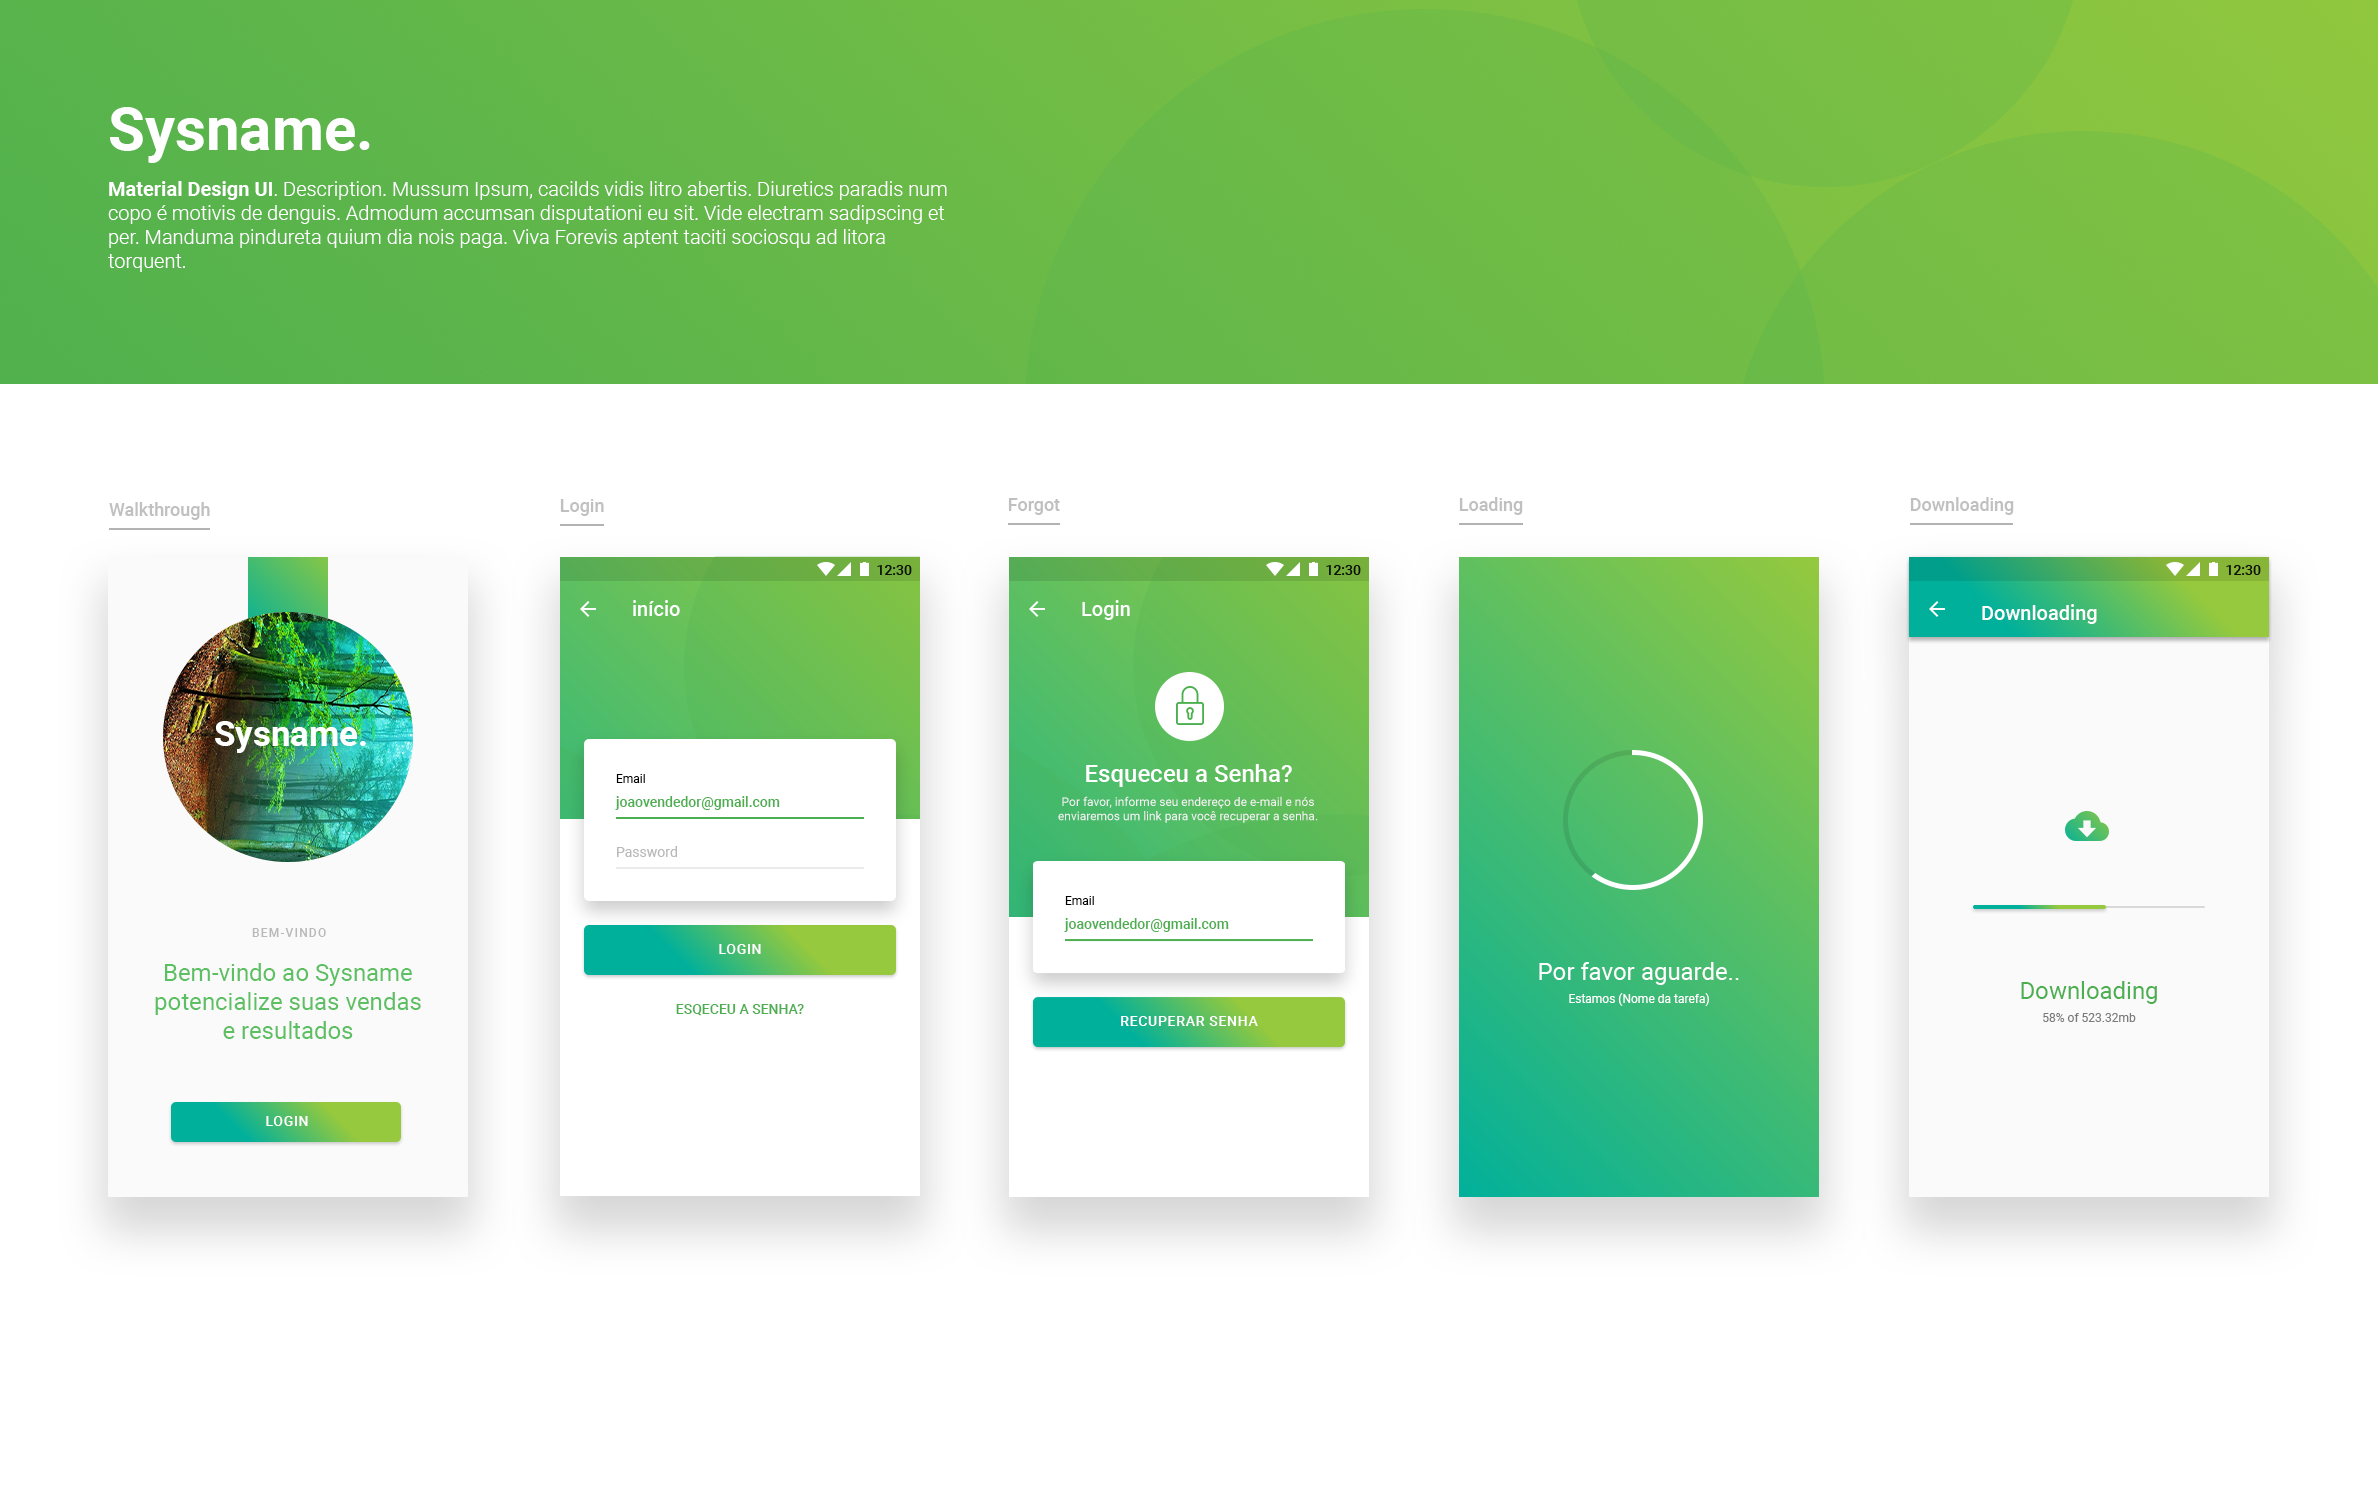 Sysname.
Material Design UI. Description. Mussum Ipsum, cacilds vidis litro abertis. Diuretics paradis num
copo é motivis de denguis. Admodum accumsan disputationi eu sit. Vide electram sadipscing et
per. Manduma pindureta quium dia nois paga. Viva Forevis aptent taciti sociosqu ad litora
torquent.
Walkthrough
Sysname.
BEM-VINDO
Bem-vindo ao Sysname
potencialize suas vendas
e resultados
LOGIN
Login
12:30
início
Email
joaovendedor@gmail.com
Password
LOGIN
ESQECEU A SENHA?
Forgot
12:30
Login
Esqueceu a Senha?
Por favor, informe seu endereço de e-mail e nós
enviaremos um link para você recuperar a senha.
Email
joaovendedor@gmail.com
RECUPERAR SENHA
Loading
Por favor aguarde..
Estamos (Nome da tarefa)
Downloading
12:30
Downloading
Downloading
58% of 523.32mb